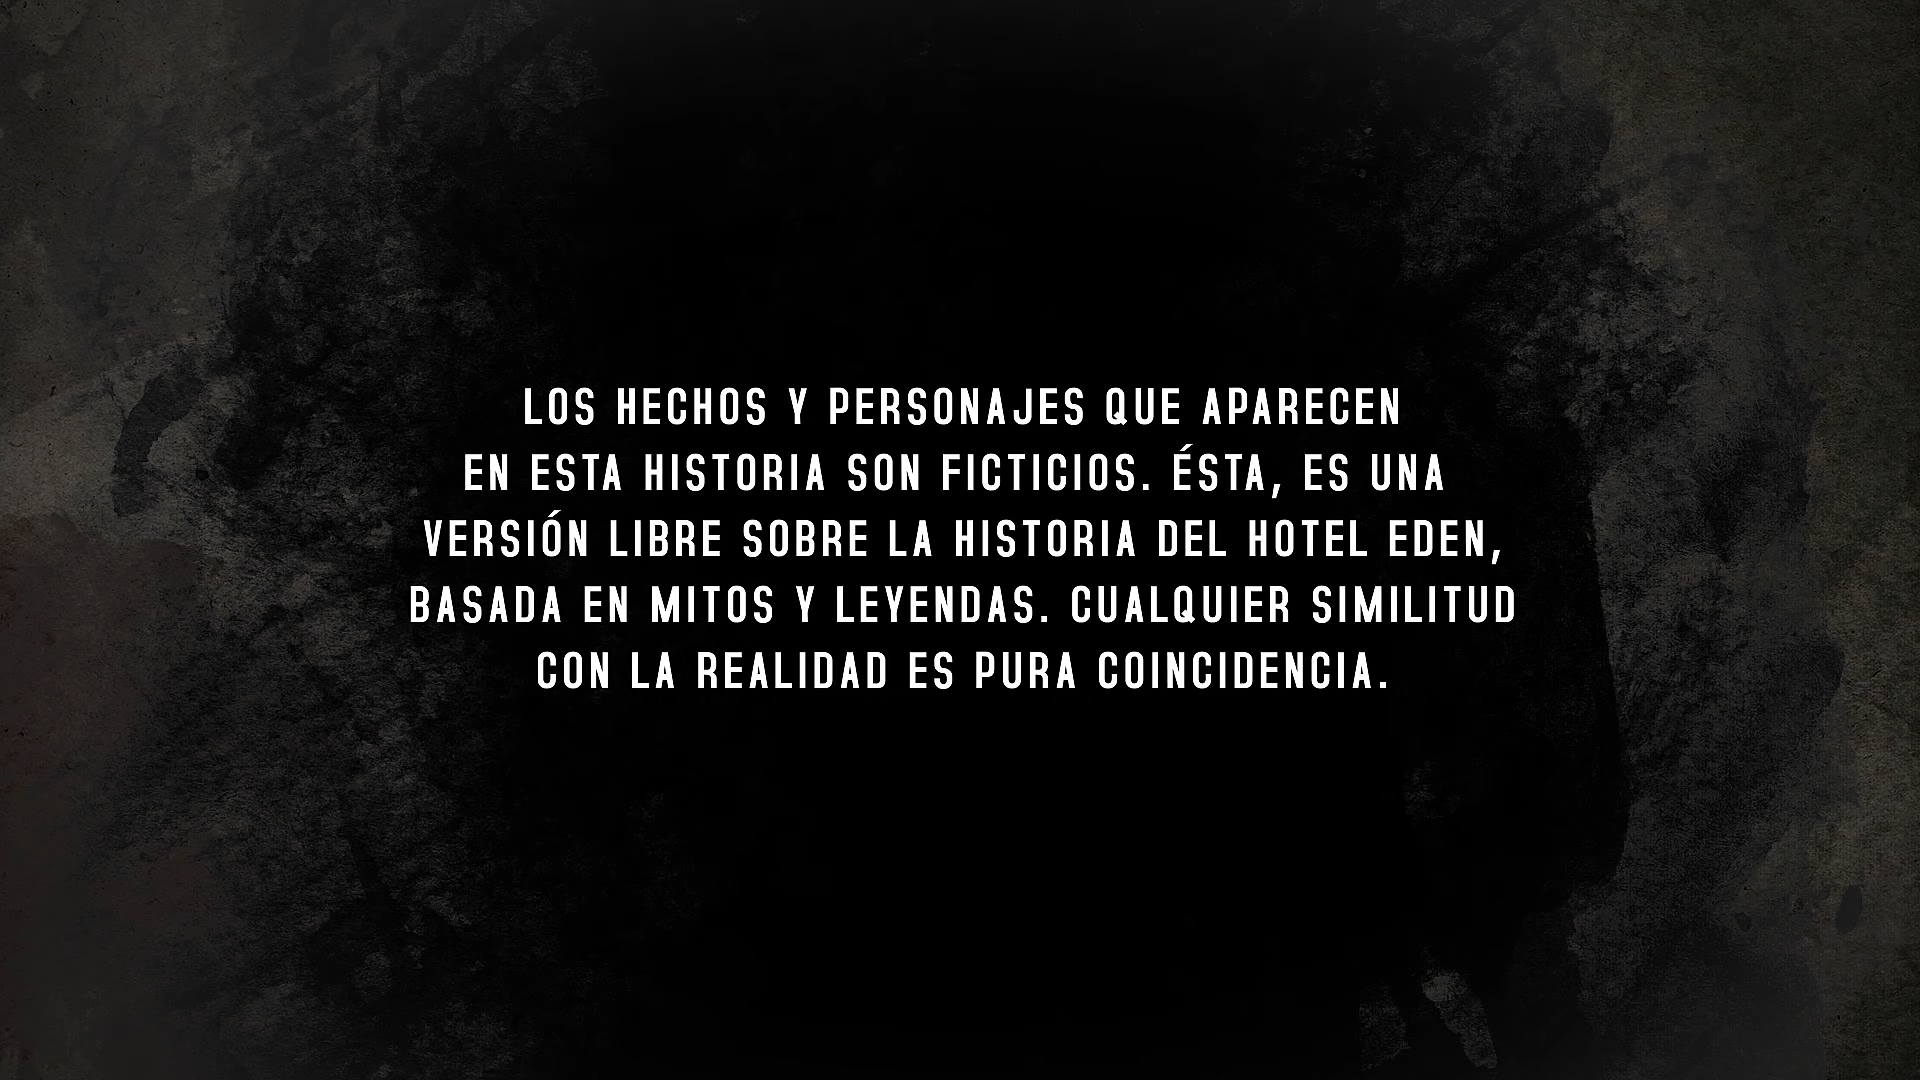 LOS HECHOS Y PERSONAJES QUE APARECEN
EN ESTA HISTORIA SON FICTICIOS. ÉSTA, ES UNA
VERSIÓN LIBRE SOBRE LA HISTORIA DEL HOTEL EDEN,
BASADA EN MITOS Y LEYENDAS. CUALQUIER SIMILITUD
CON LA REALIDAD ES PURA COINCIDENCIA.